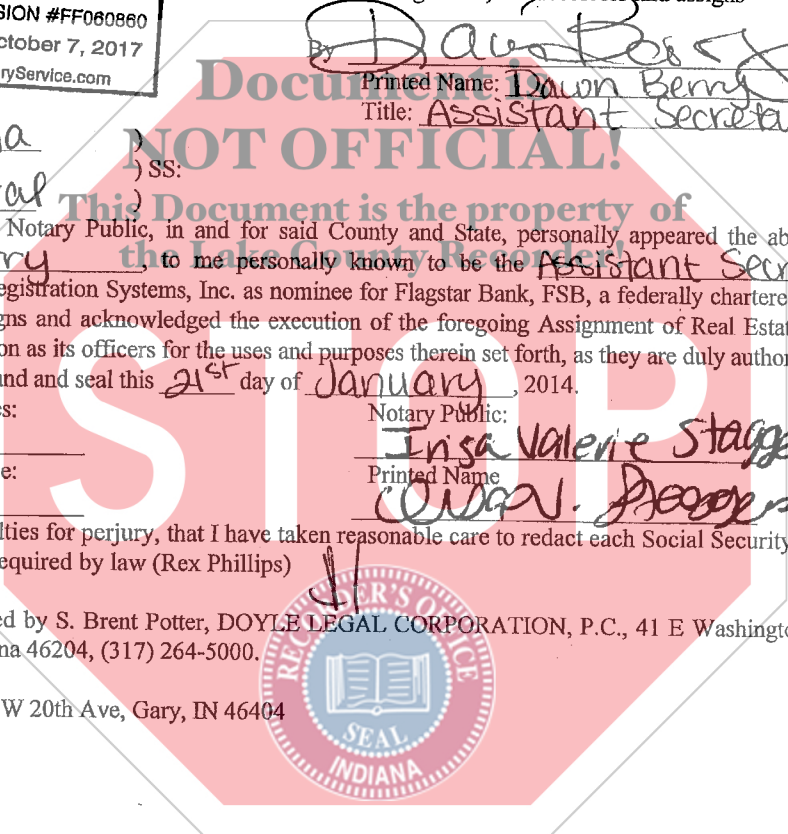 SION #FF060860
ctober 7, 2017
ryService.com
By
Printed Name: Dawn Berry
Title: Assistant Secreta
Document is
NOT OFFICIAL!
This Document is the property of
the Lake County Recorder!
a )
) SS:
al )
Notary Public, in and for said County and State, personally appeared the ab
rry, to me personally known to be the Assistant Secr
egistration Systems, Inc. as nominee for Flagstar Bank, FSB, a federally chartere
gns and acknowledged the execution of the foregoing Assignment of Real Estat
on as its officers for the uses and purposes therein set forth, as they are duly author
and and seal this 21st day of January, 2014.
s:
Notary Public:
Irisa Valerie Stagge
e:
Printed Name
STOP
lties for perjury, that I have taken reasonable care to redact each Social Security
equired by law (Rex Phillips)
ed by S. Brent Potter, DOYLE LEGAL CORPORATION, P.C., 41 E Washingto
na 46204, (317) 264-5000.
W 20th Ave, Gary, IN 46404
RECORDER'S OFFICE
SEAL
INDIANA